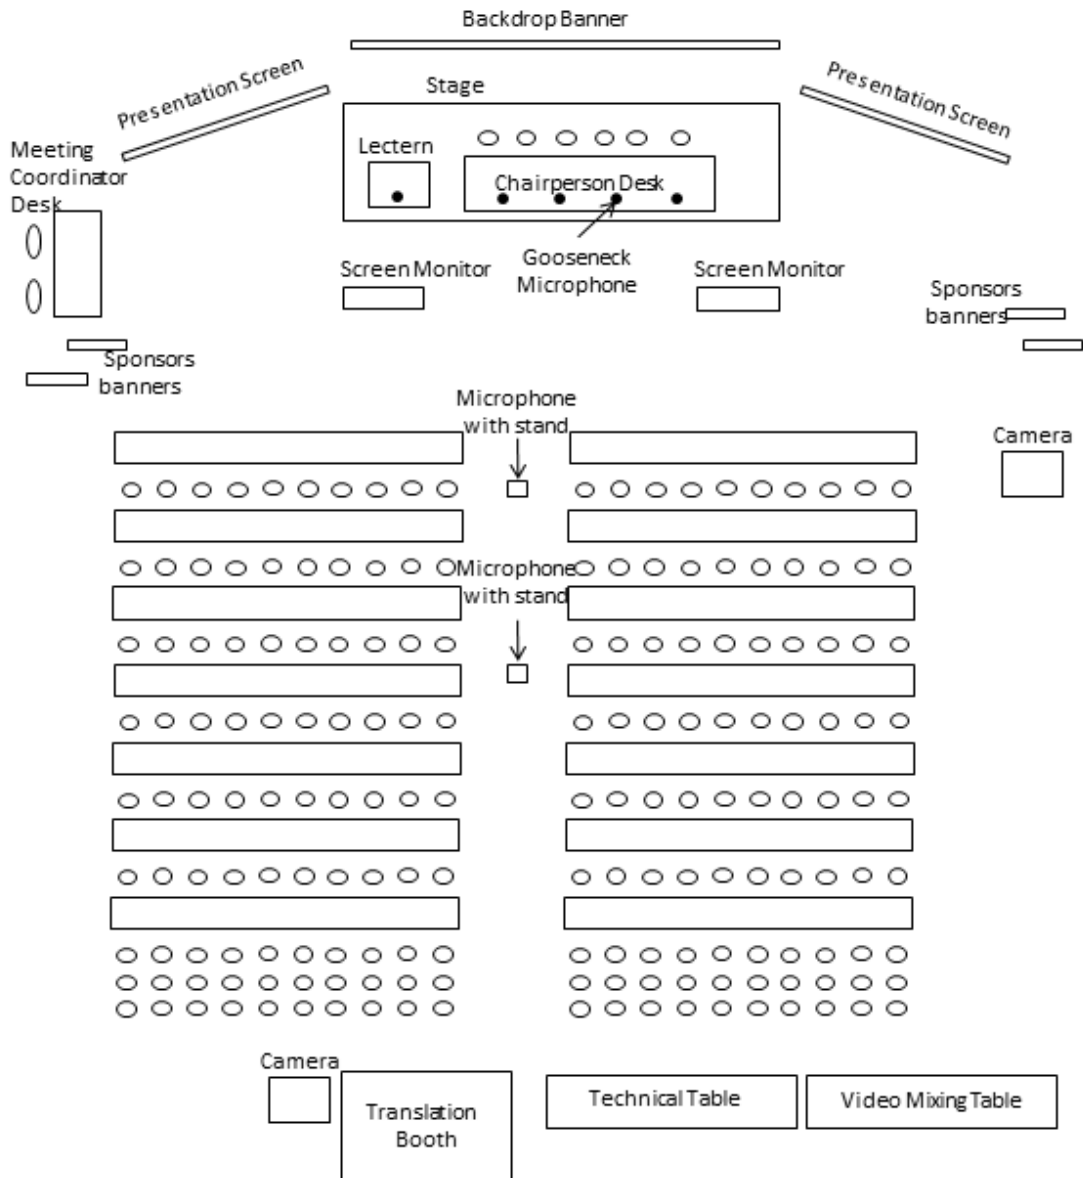 Backdrop Banner
Presentation Screen
Stage
Presentation Screen
Meeting
Coordinator
Desk
Lectern
Chairperson Desk
Gooseneck
Microphone
Screen Monitor
Screen Monitor
Sponsors
banners
Sponsors
banners
Microphone
with stand
Camera
Microphone
with stand
Camera
Translation
Booth
Technical Table
Video Mixing Table